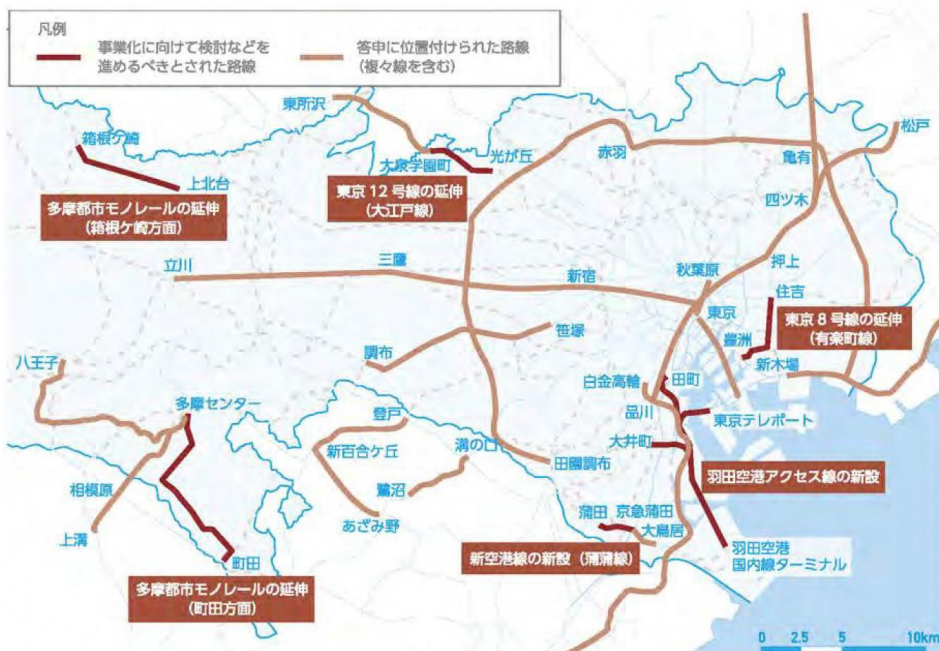 凡例
事業化に向けて検討などを
進めるべきとされた路線
答申に位置付けられた路線
(複々線を含む)
東所沢
松戸
箱根ケ崎
大泉学園町
光が丘
赤羽
亀有
上北台
東京12号線の延伸
(大江戸線)
四ツ木
多摩都市モノレールの延伸
(箱根ケ崎方面)
立川
三鷹
新宿
秋葉原
押上
住吉
東京
東京8号線の延伸
(有楽町線)
笹塚
豊洲
新木場
調布
八王子
白金高輪
田町
多摩センター
登戸
品川
東京テレポート
新百合ケ丘
溝の口
大井町
田園調布
羽田空港アクセス線の新設
相模原
鷺沼
上溝
あざみ野
蒲田
京急蒲田
大鳥居
町田
新空港線の新設(蒲蒲線)
羽田空港
国内線ターミナル
多摩都市モノレールの延伸
(町田方面)
0 2.5 5 10km